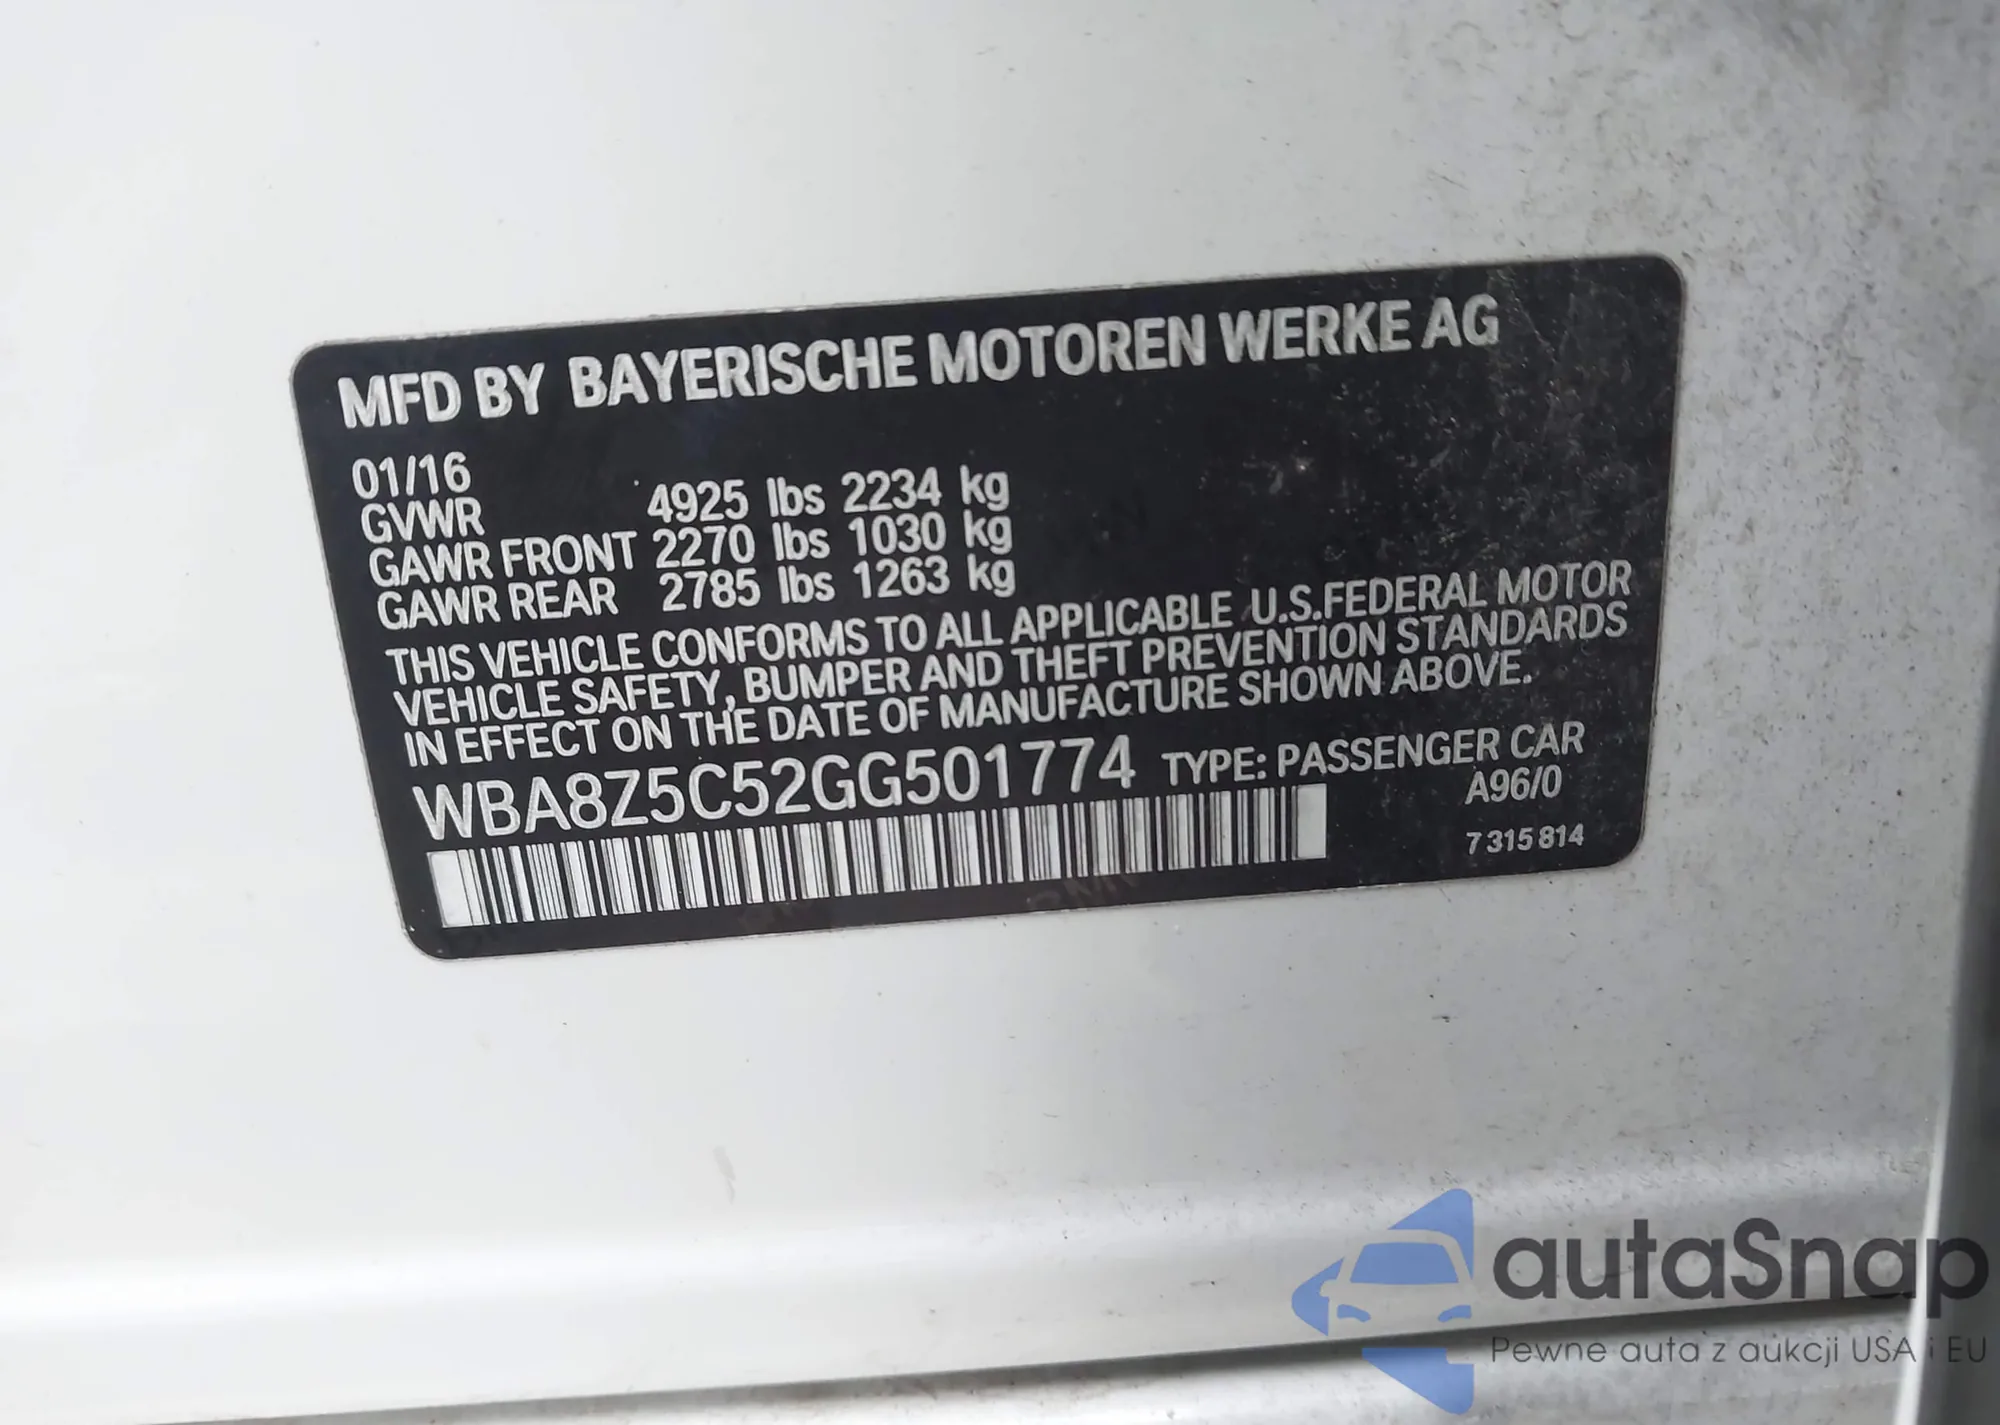 MFD BY BAYERISCHE MOTOREN WERKE AG
01/16
GVWR 4925 lbs 2234 kg
GAWR FRONT 2270 lbs 1030 kg
GAWR REAR 2785 lbs 1263 kg
THIS VEHICLE CONFORMS TO ALL APPLICABLE U.S.FEDERAL MOTOR
VEHICLE SAFETY, BUMPER AND THEFT PREVENTION STANDARDS
IN EFFECT ON THE DATE OF MANUFACTURE SHOWN ABOVE.
WBA8Z5C52GG501774 TYPE: PASSENGER CAR
A96/0
7 315 814
autaSnap
Pewne auta z aukcji USA i EU